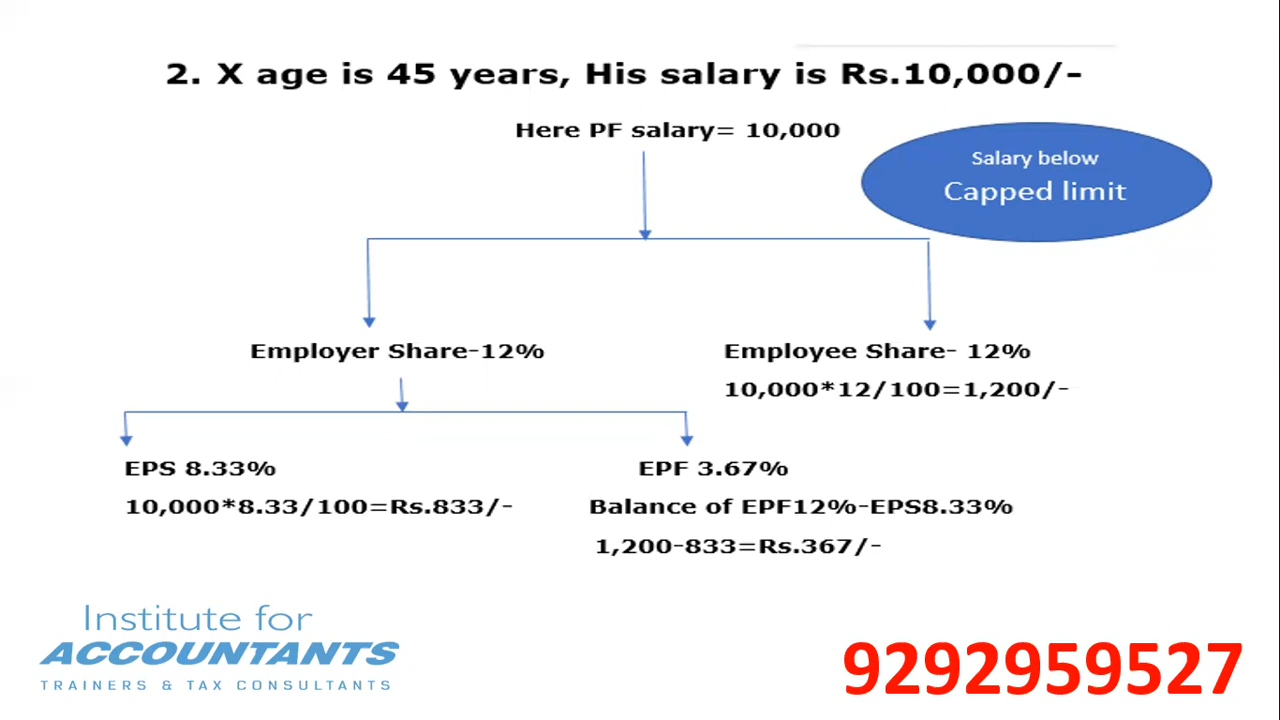 2. X age is 45 years, His salary is Rs.10,000/-
Here PF salary= 10,000
Salary below
Capped limit
Employer Share-12%
Employee Share- 12%
10,000*12/100=1,200/-
EPS 8.33%
10,000*8.33/100=Rs.833/-
EPF 3.67%
Balance of EPF12%-EPS8.33%
1,200-833=Rs.367/-
Institute for
ACCOUNTANTS
TRAINERS & TAX CONSULTANTS
9292959527